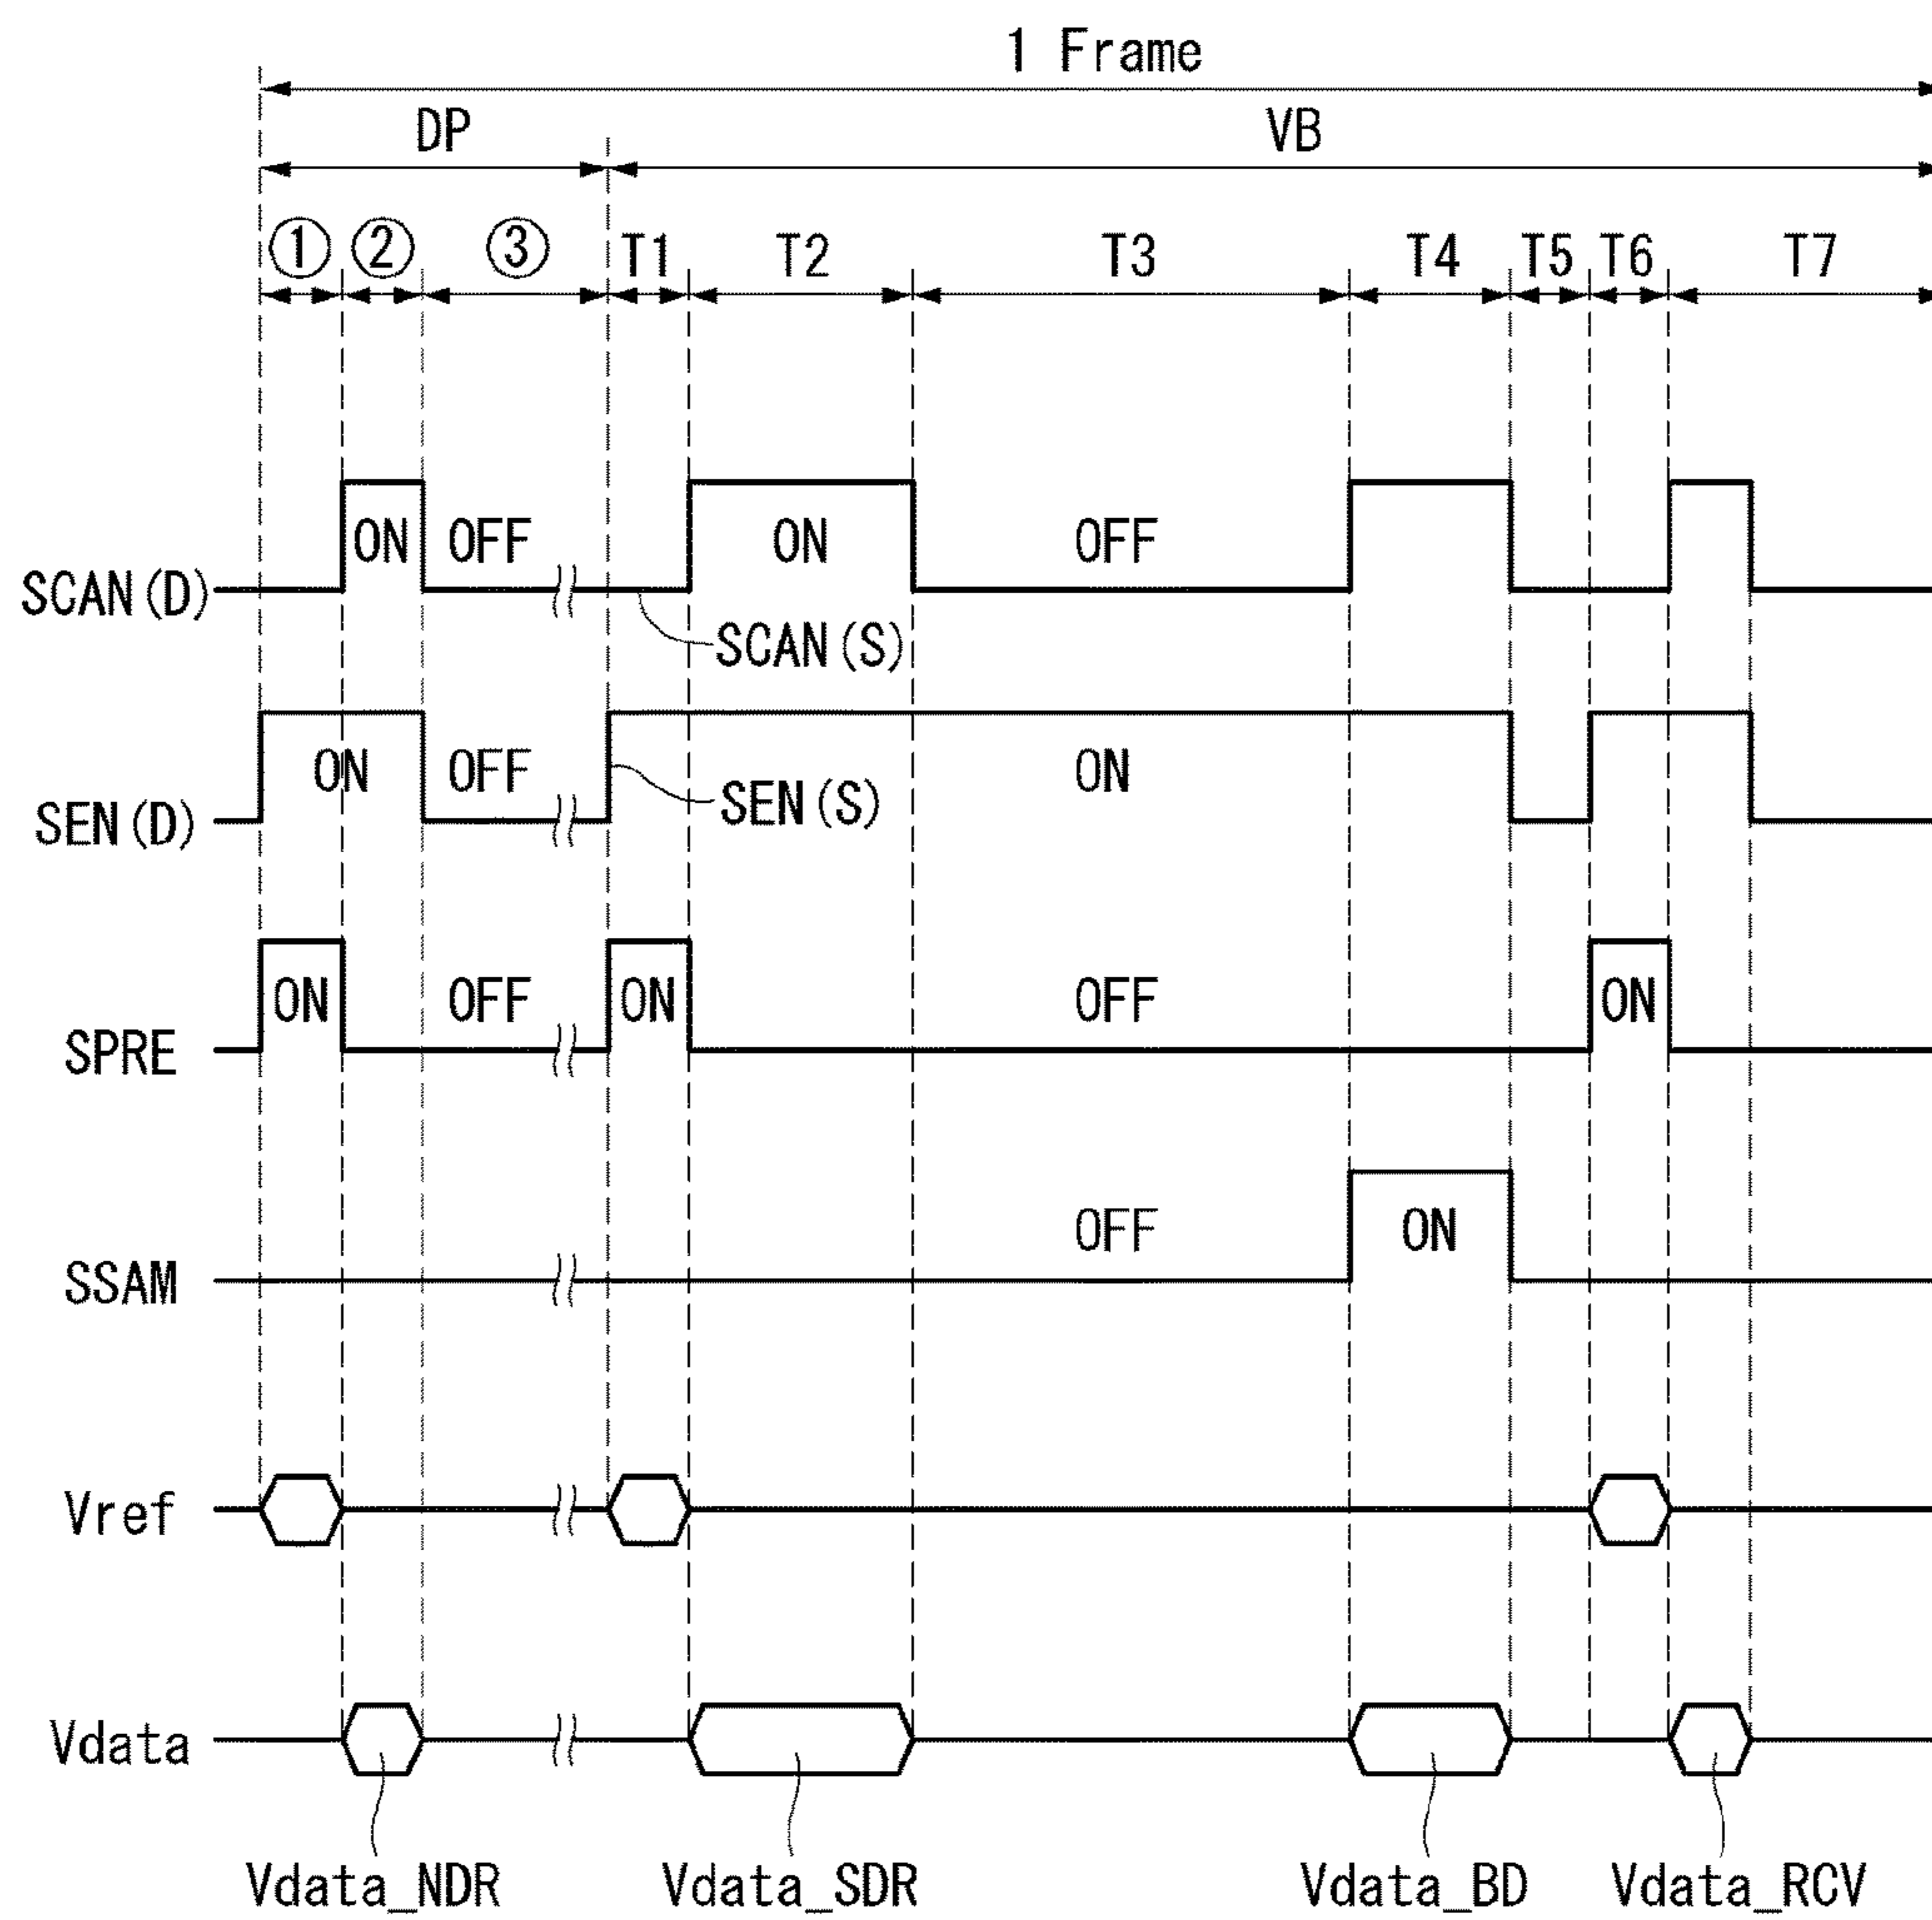 1 Frame
DP VB
① ② ③ T1 T2 T3 T4 T5 T6 T7
ON OFF ON OFF
SCAN(D)
SCAN(S)
ON OFF ON
SEN(S)
SEN(D)
ON OFF ON OFF ON
SPRE
OFF ON
SSAM
Vref
Vdata
Vdata_NDR Vdata_SDR Vdata_BD Vdata_RCV